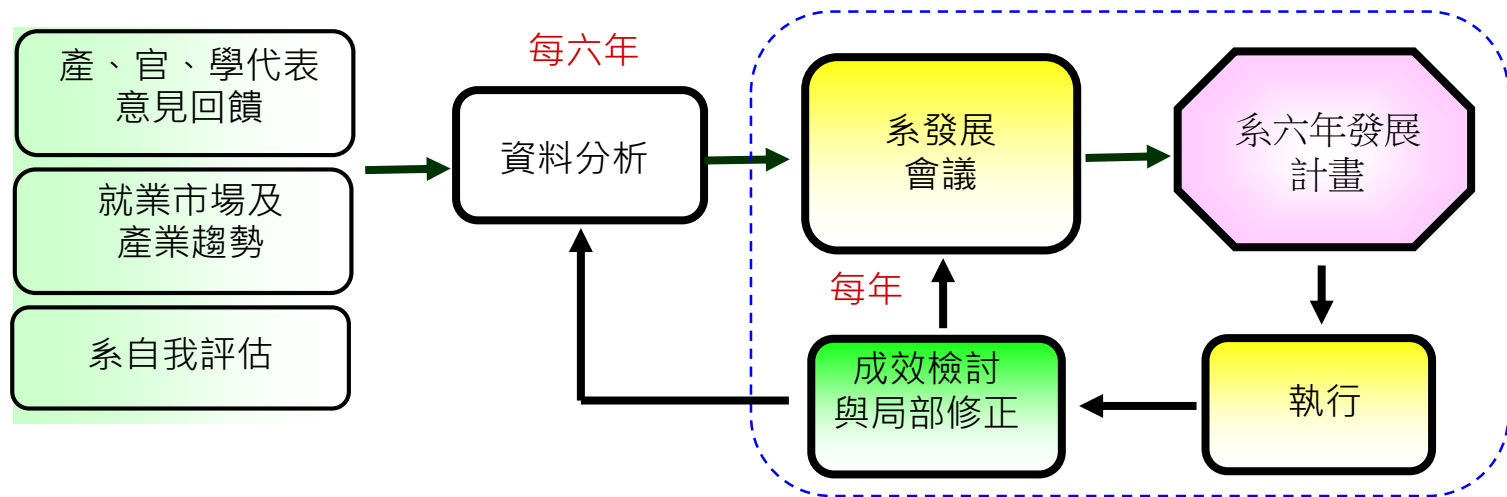 產、官、學代表
意見回饋
就業市場及
產業趨勢
系自我評估
每六年
資料分析
系發展
會議
系六年發展
計畫
每年
成效檢討
與局部修正
執行